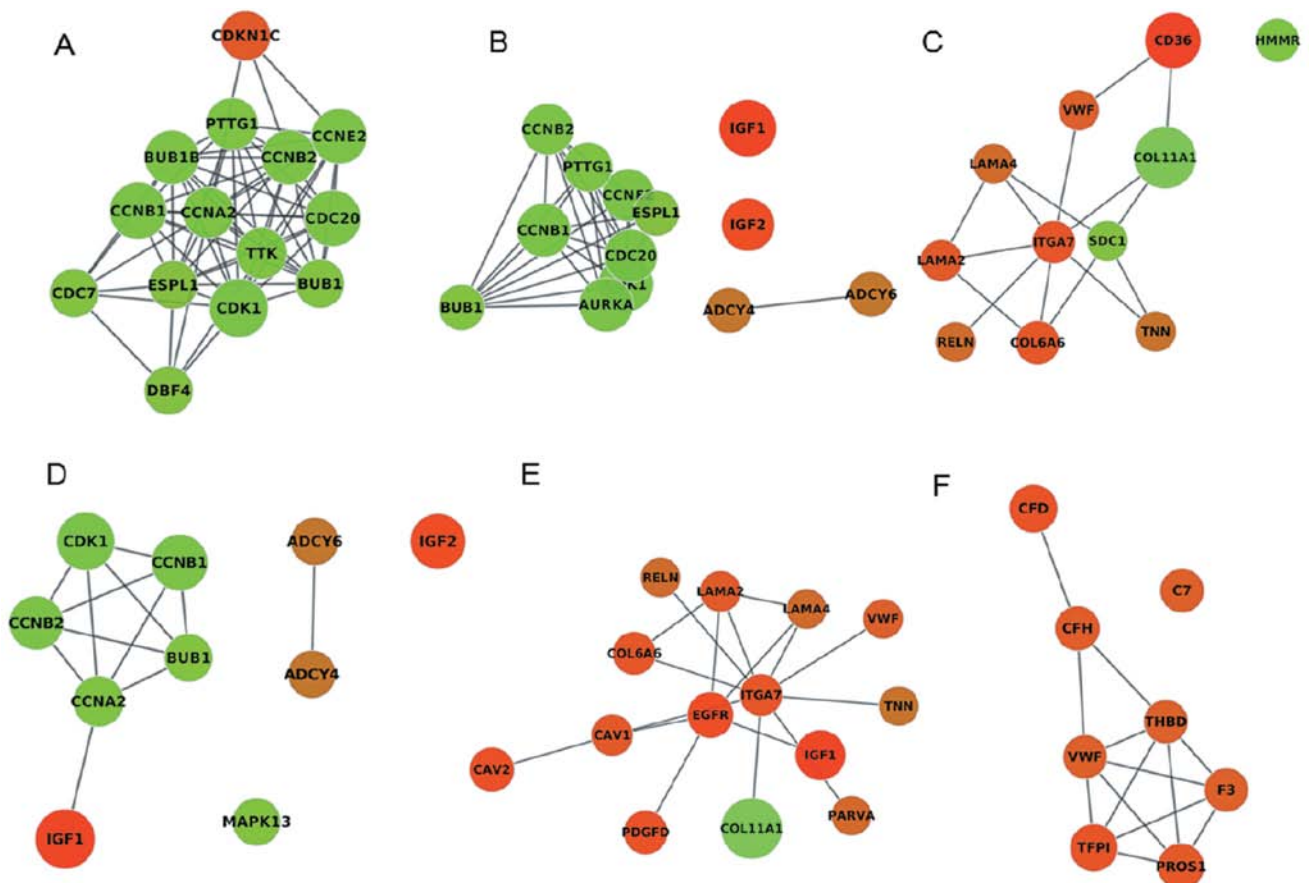 A
CDKN1C
PTTG1
CCNE2
BUB1B
CCNB2
CCNB1
CCNA2
CDC20
TTK
CDC7
ESPL1
BUB1
CDK1
DBF4
B
CCNB2
IGF1
PTTG1
ESPL1
CCNB1
IGF2
CDC20
BUB1
AURKA
ADCY4
ADCY6
C
CD36
HMMR
VWF
COL11A1
LAMA4
ITGA7
SDC1
LAMA2
RELN
COL6A6
TNN
D
CDK1
CCNB1
ADCY6
IGF2
CCNB2
BUB1
CCNA2
ADCY4
IGF1
MAPK13
E
RELN
LAMA2
LAMA4
VWF
COL6A6
ITGA7
EGFR
TNN
CAV1
IGF1
CAV2
PDGFD
COL11A1
PARVA
F
CFD
C7
CFH
THBD
VWF
F3
TFPI
PROS1